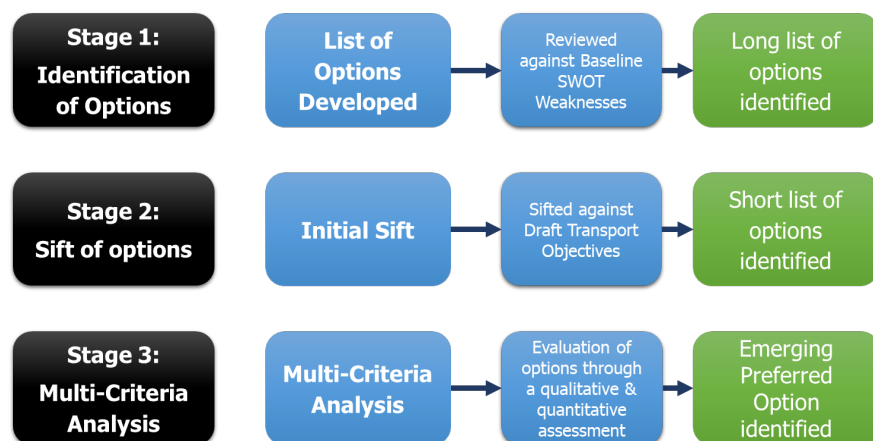 Stage 1:
Identification
of Options
List of
Options
Developed
Reviewed
against Baseline
SWOT
Weaknesses
Long list of
options
identified
Stage 2:
Sift of options
Initial Sift
Sifted against
Draft Transport
Objectives
Short list of
options
identified
Stage 3:
Multi-Criteria
Analysis
Multi-Criteria
Analysis
Evaluation of
options through
a qualitative &
quantitative
assessment
Emerging
Preferred
Option
identified